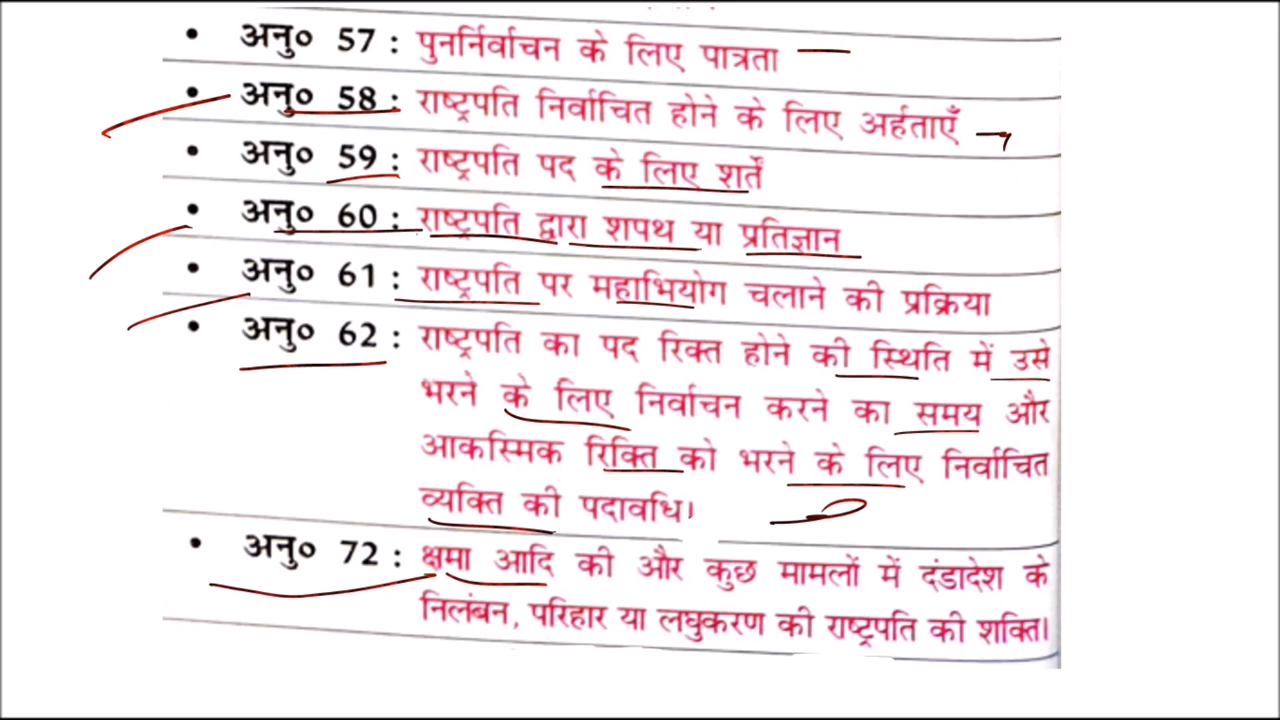 • अनु० 57 : पुनर्निर्वाचन के लिए पात्रता
• अनु० 58 : राष्ट्रपति निर्वाचित होने के लिए अर्हताएँ
• अनु० 59 : राष्ट्रपति पद के लिए शर्तें
• अनु० 60 : राष्ट्रपति द्वारा शपथ या प्रतिज्ञान
• अनु० 61 : राष्ट्रपति पर महाभियोग चलाने की प्रक्रिया
• अनु० 62 : राष्ट्रपति का पद रिक्त होने की स्थिति में उसे
भरने के लिए निर्वाचन करने का समय और
आकस्मिक रिक्ति को भरने के लिए निर्वाचित
व्यक्ति की पदावधि।
• अनु० 72 : क्षमा आदि की और कुछ मामलों में दंडादेश के
निलंबन, परिहार या लघुकरण की राष्ट्रपति की शक्ति।